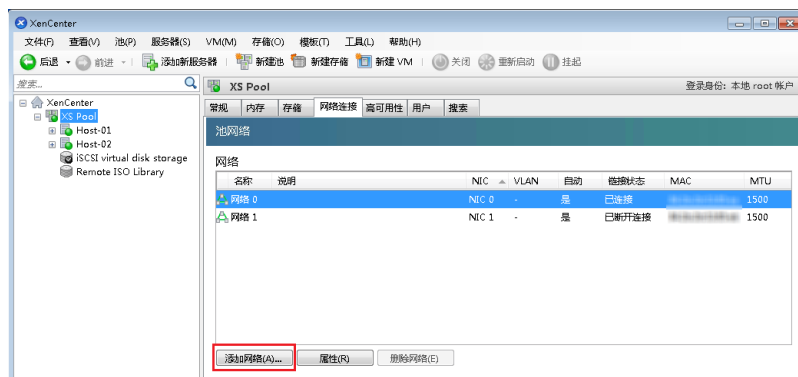 XenCenter
文件(F) 查看(V) 池(P) 服务器(S) VM(M) 存储(O) 模板(T) 工具(L) 帮助(H)
后退 前进 添加新服务器 新建池 新建存储 新建 VM 关闭 重新启动 挂起
搜索... XS Pool 登录身份: 本地 root 帐户
XenCenter
XS Pool
Host-01
Host-02
iSCSI virtual disk storage
Remote ISO Library
常规 内存 存储 网络连接 高可用性 用户 搜索
池网络
网络
名称 说明 NIC VLAN 自动 链接状态 MAC MTU
网络 0 NIC 0 - 是 已连接 1500
网络 1 NIC 1 - 是 已断开连接 1500
添加网络(A)... 属性(R) 删除网络(E)